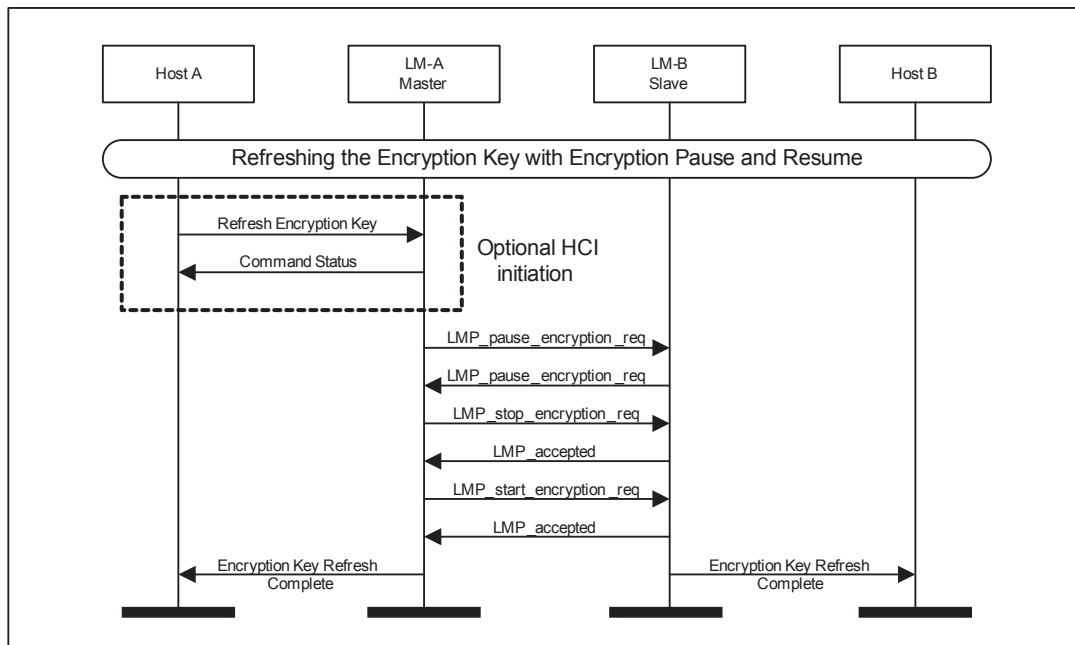 Host A
LM-A
Master
LM-B
Slave
Host B
Refreshing the Encryption Key with Encryption Pause and Resume
Refresh Encryption Key
Command Status
Optional HCI
initiation
LMP_pause_encryption_req
LMP_pause_encryption_req
LMP_stop_encryption_req
LMP_accepted
LMP_start_encryption_req
LMP_accepted
Encryption Key Refresh
Complete
Encryption Key Refresh
Complete